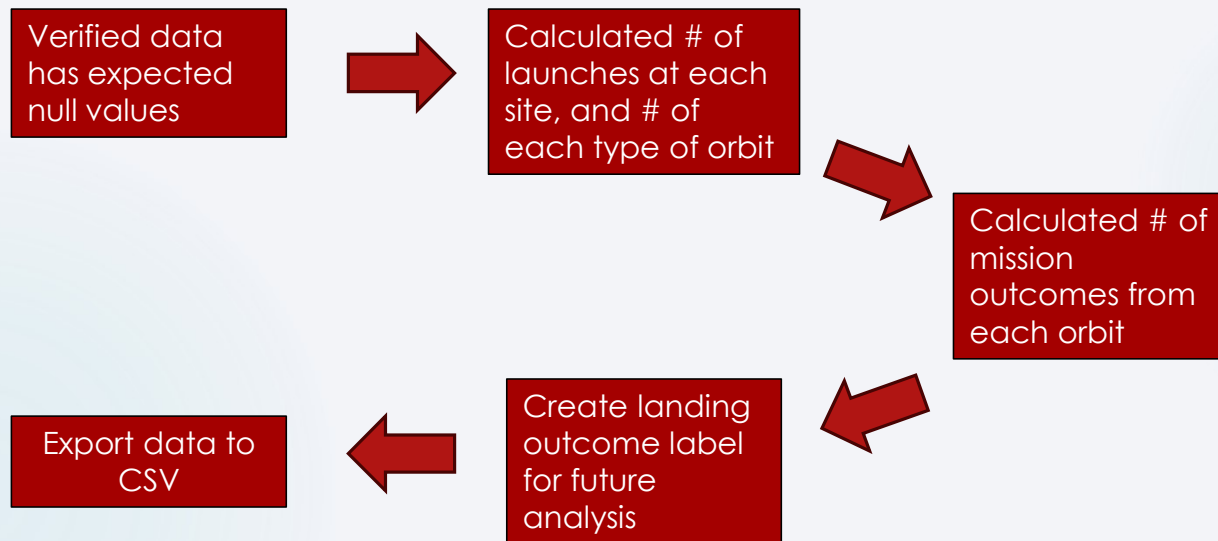 Verified data
has expected
null values
Calculated # of
launches at each
site, and # of
each type of orbit
Calculated # of
mission
outcomes from
each orbit
Create landing
outcome label
for future
analysis
Export data to
CSV